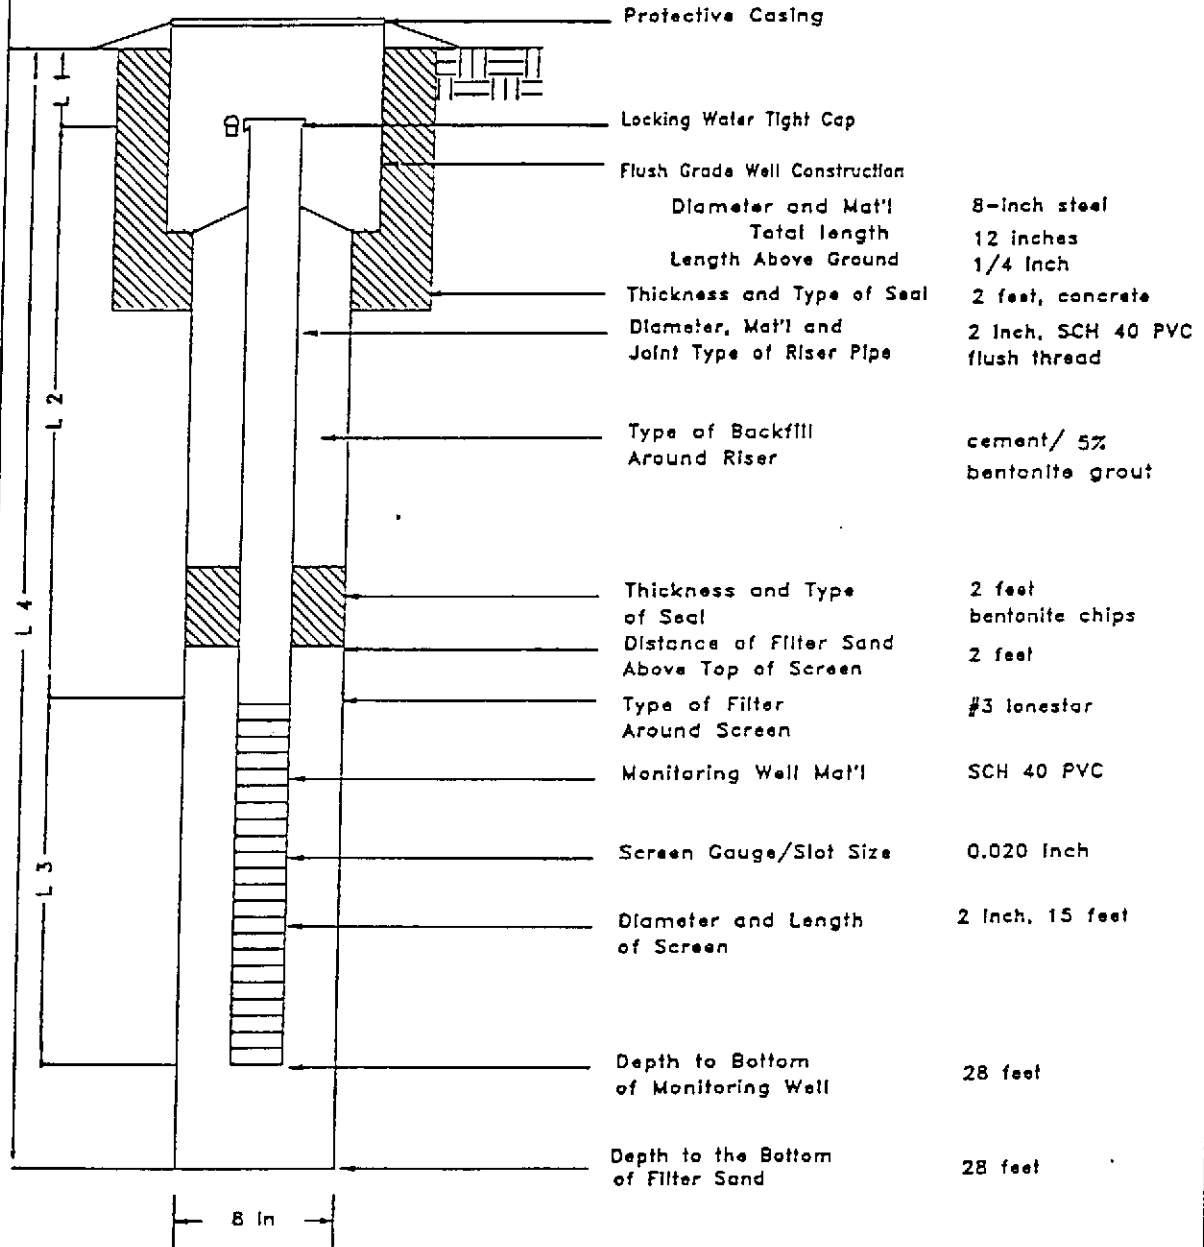 Protective Casing
L 1
Locking Water Tight Cap
Flush Grade Well Construction
Diameter and Mat'l 8-inch steel
Total length 12 inches
Length Above Ground 1/4 inch
Thickness and Type of Seal 2 feet, concrete
Diameter, Mat'l and 2 inch, SCH 40 PVC
Joint Type of Riser Pipe flush thread
L 2
Type of Backfill cement/ 5%
Around Riser bentonite grout
Thickness and Type 2 feet
of Seal bentonite chips
L 4
Distance of Filter Sand
Above Top of Screen 2 feet
Type of Filter #3 lonestar
Around Screen
Monitoring Well Mat'l SCH 40 PVC
Screen Gauge/Slot Size 0.020 inch
L 3
Diameter and Length 2 inch, 15 feet
of Screen
Depth to Bottom
of Monitoring Well 28 feet
Depth to the Bottom
of Filter Sand 28 feet
8 in